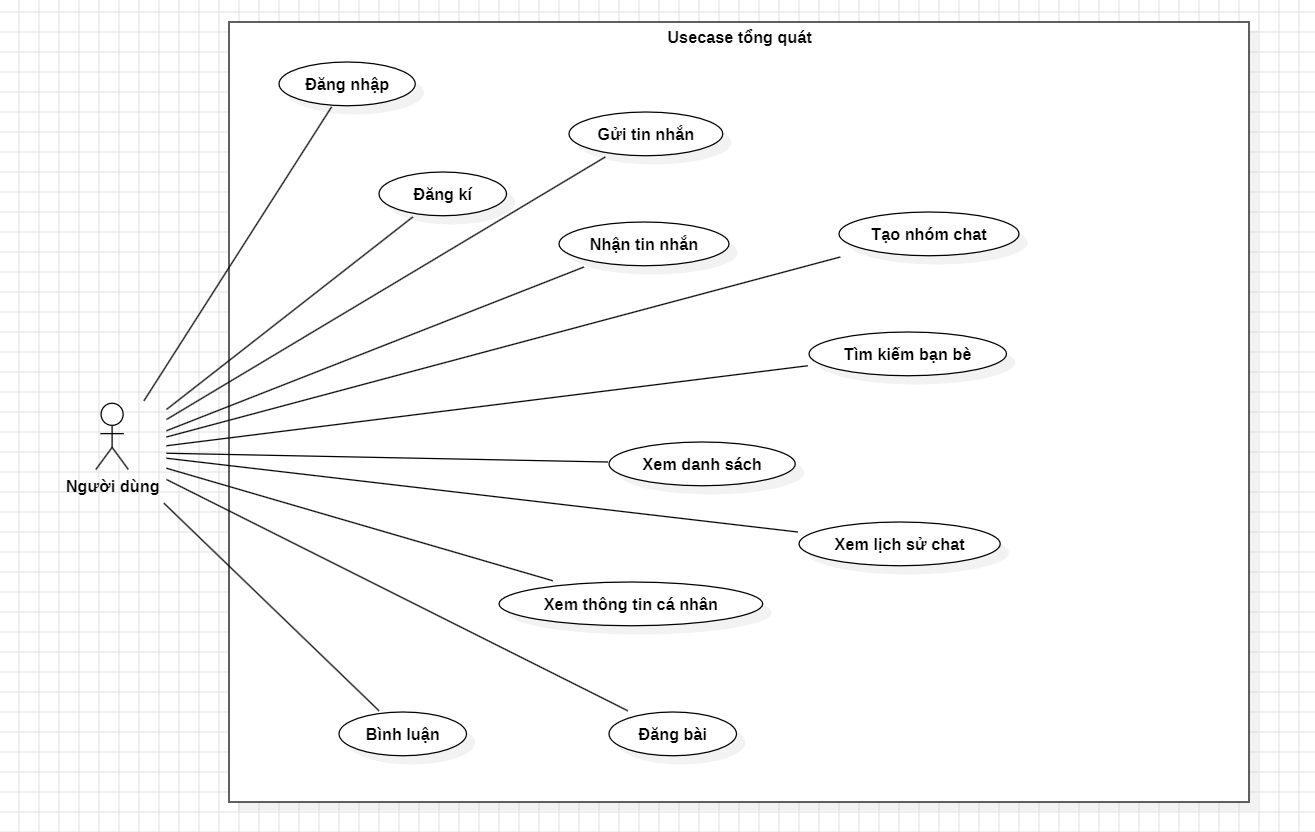 Usecase tổng quát
Đăng nhập
Gửi tin nhắn
Đăng kí
Nhận tin nhắn
Tạo nhóm chat
Tìm kiếm bạn bè
Người dùng
Xem danh sách
Xem lịch sử chat
Xem thông tin cá nhân
Bình luận
Đăng bài